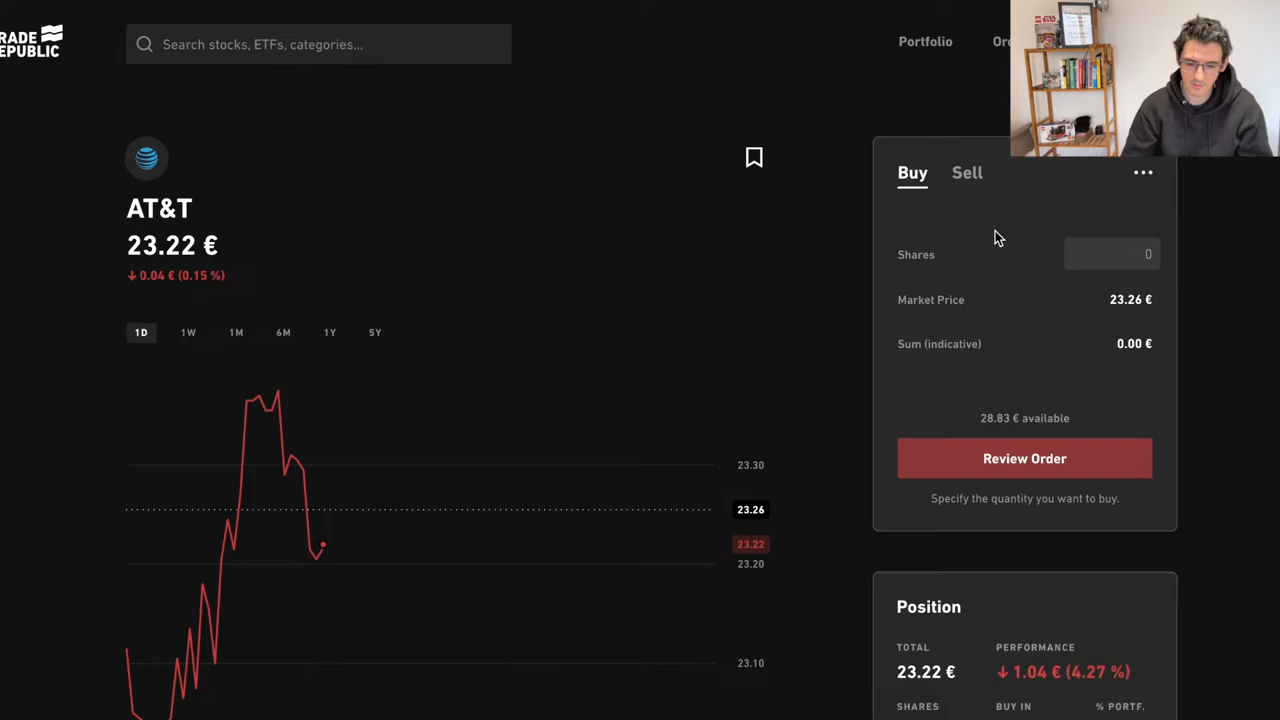 RADE
EPUBLIC
Search stocks, ETFs, categories...
Portfolio
Or
STAR
WARS
AT&T
23.22 €
↓ 0.04 € (0.15 %)
1D 1W 1M 6M 1Y 5Y
23.30
23.26
23.22
23.20
23.10
Buy Sell
Shares 0
Market Price 23.26 €
Sum (indicative) 0.00 €
28.83 € available
Review Order
Specify the quantity you want to buy.
Position
TOTAL PERFORMANCE
23.22 € ↓ 1.04 € (4.27 %)
SHARES BUY IN % PORTF.